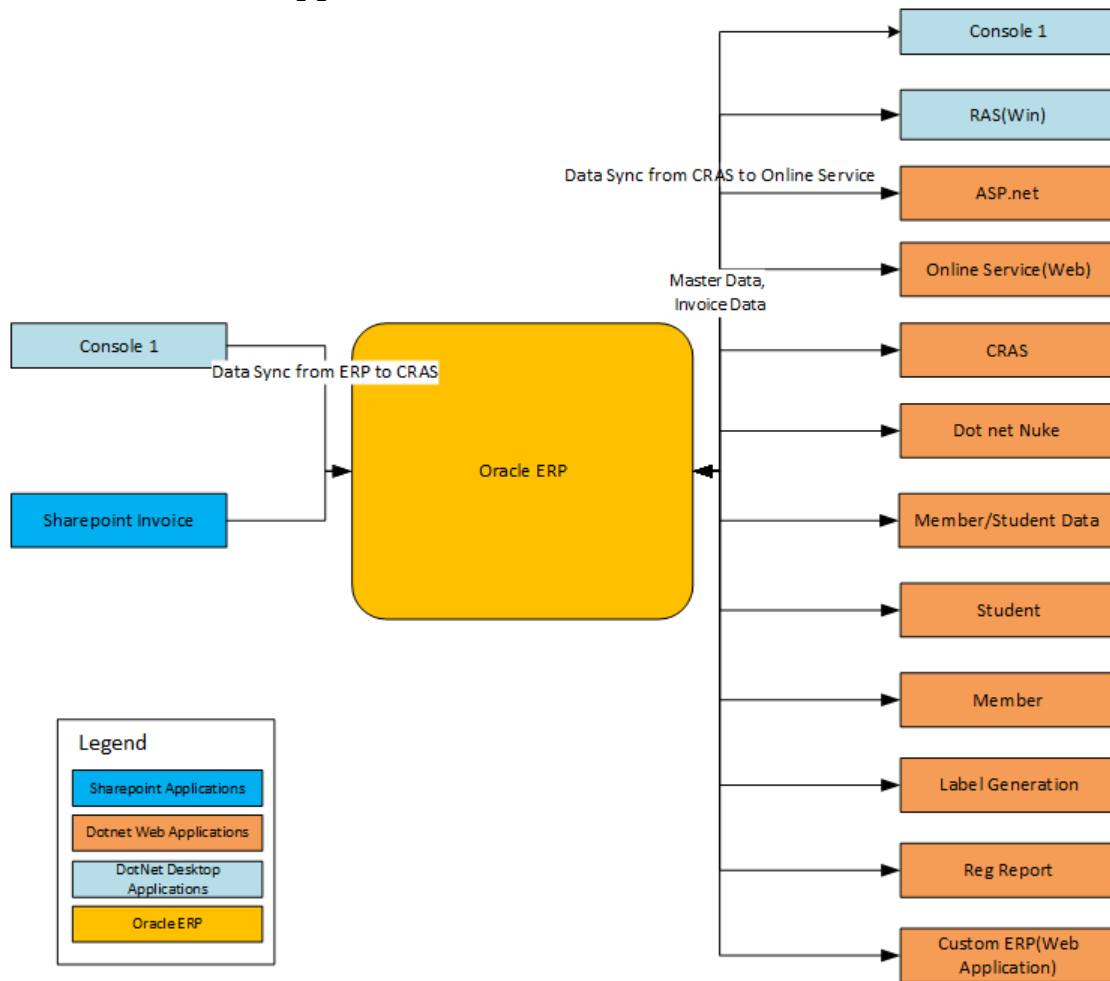 Console 1
RAS(Win)
Data Sync from CRAS to Online Service
ASP.net
Online Service(Web)
Master Data,
Invoice Data
Console 1
CRAS
Data Sync from ERP to CRAS
Dot net Nuke
Oracle ERP
Sharepoint Invoice
Member/Student Data
Student
Member
Legend
Sharepoint Applications
Label Generation
Dotnet Web Applications
DotNet Desktop
Applications
Reg Report
Oracle ERP
Custom ERP(Web
Application)